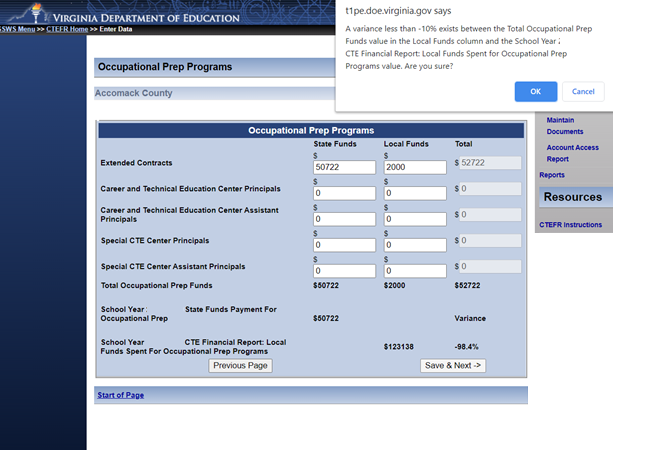 VIRGINIA DEPARTMENT OF EDUCATION
SSWS Menu >> CTEFR Home >> Enter Data
t1pe.doe.virginia.gov says
A variance less than -10% exists between the Total Occupational Prep
Funds value in the Local Funds column and the School Year
CTE Financial Report: Local Funds Spent for Occupational Prep
Programs value. Are you sure?
OK Cancel
Occupational Prep Programs
Accomack County
Maintain
Documents
Account Access
Report
Reports
Resources
CTEFR Instructions
Occupational Prep Programs
State Funds Local Funds Total
Extended Contracts $ 50722 $ 2000 $ 52722
Career and Technical Education Center Principals $ 0 $ 0 $ 0
Career and Technical Education Center Assistant
Principals $ 0 $ 0 $ 0
Special CTE Center Principals $ 0 $ 0 $ 0
Special CTE Center Assistant Principals $ 0 $ 0 $ 0
Total Occupational Prep Funds $50722 $2000 $52722
School Year : State Funds Payment For
Occupational Prep $50722 Variance
School Year CTE Financial Report: Local
Funds Spent For Occupational Prep Programs $123138 -98.4%
Previous Page Save & Next ->
Start of Page